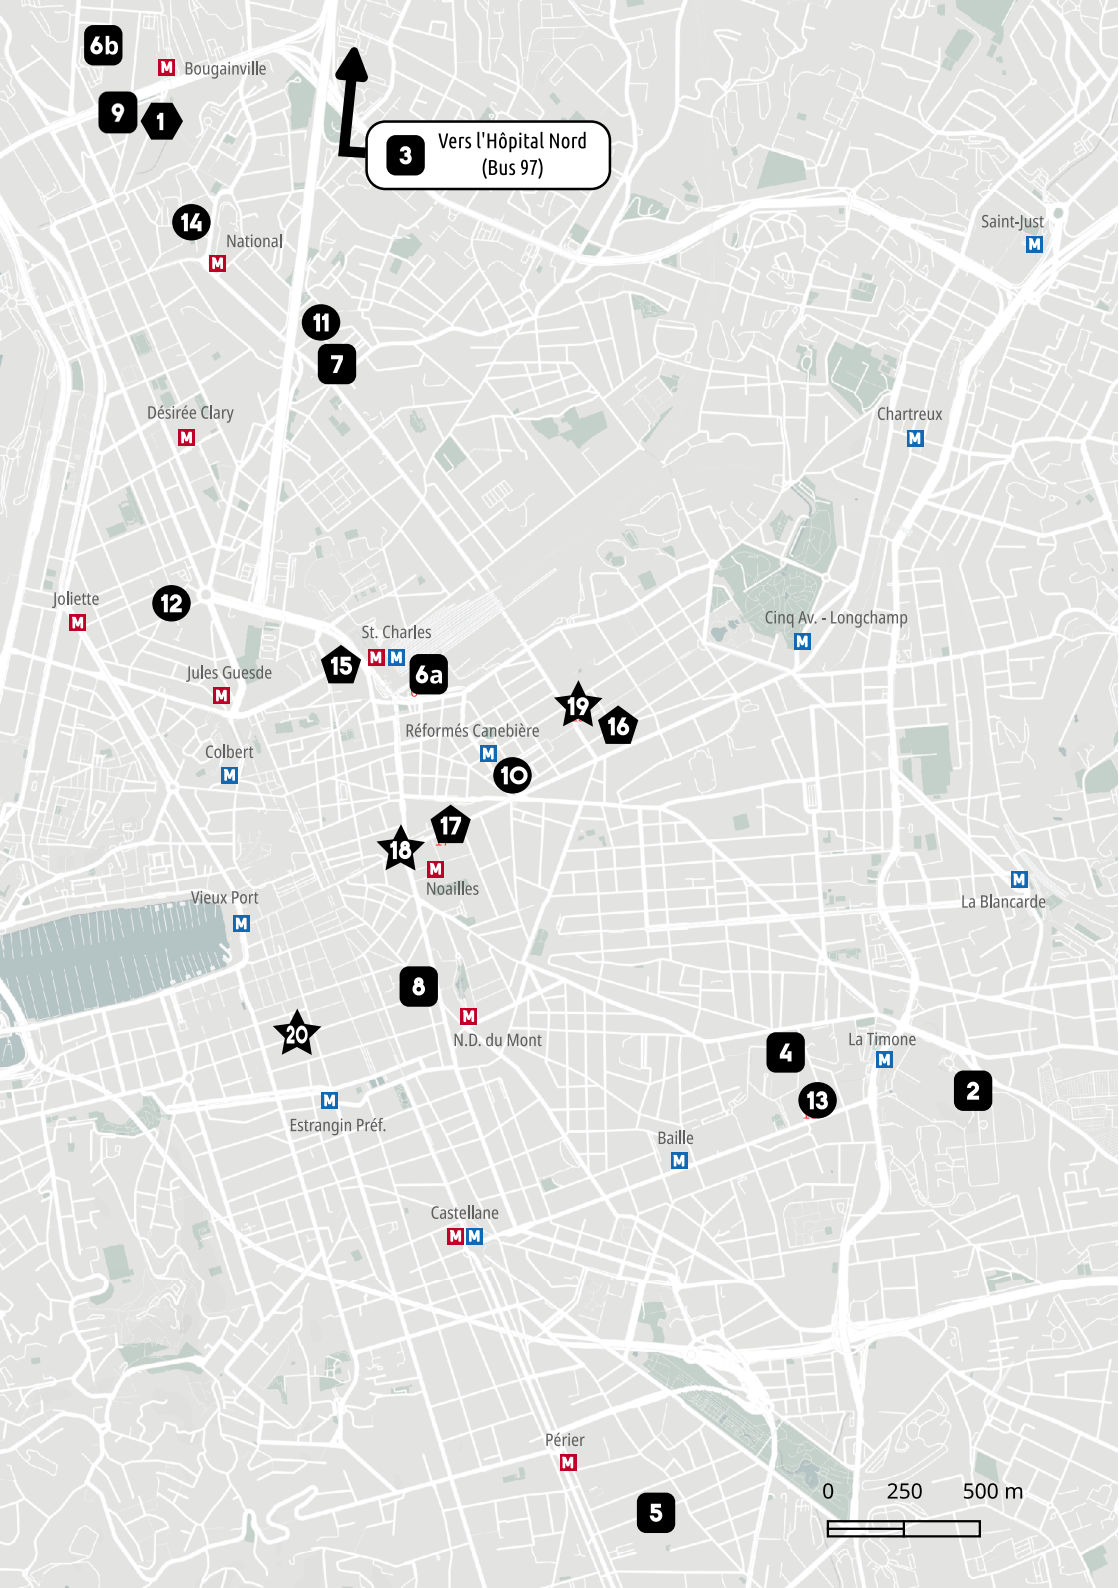 6b
M Bougainville
9
1
3
Vers l'Hôpital Nord
(Bus 97)
14
National
M
Saint-Just
M
11
7
Désirée Clary
M
Chartreux
M
Joliette
M
12
St. Charles
M M
15
6a
Cinq Av. - Longchamp
M
Jules Guesde
M
19
16
Réformés Canebière
M
10
Colbert
M
17
18
M
Noailles
M
La Blancarde
Vieux Port
M
8
M
N.D. du Mont
20
4
La Timone
M
2
13
M
Estrangin Préf.
Baille
M
Castellane
M M
Périer
M
5
0 250 500 m